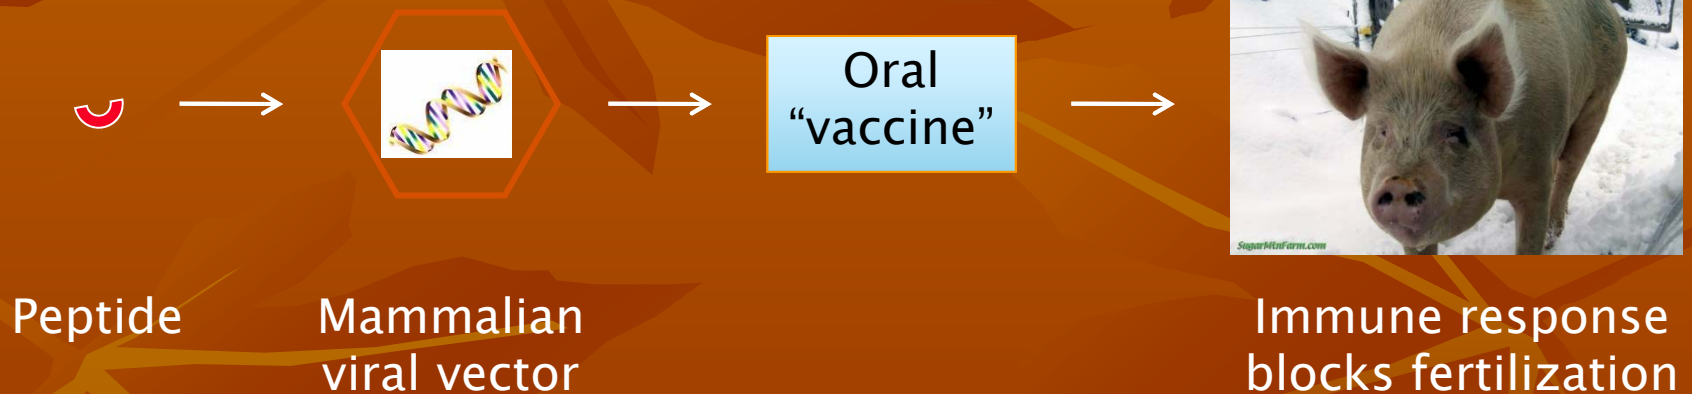 Oral
“vaccine”
SugarMtnFarm.com
Peptide
Mammalian
viral vector
Immune response
blocks fertilization